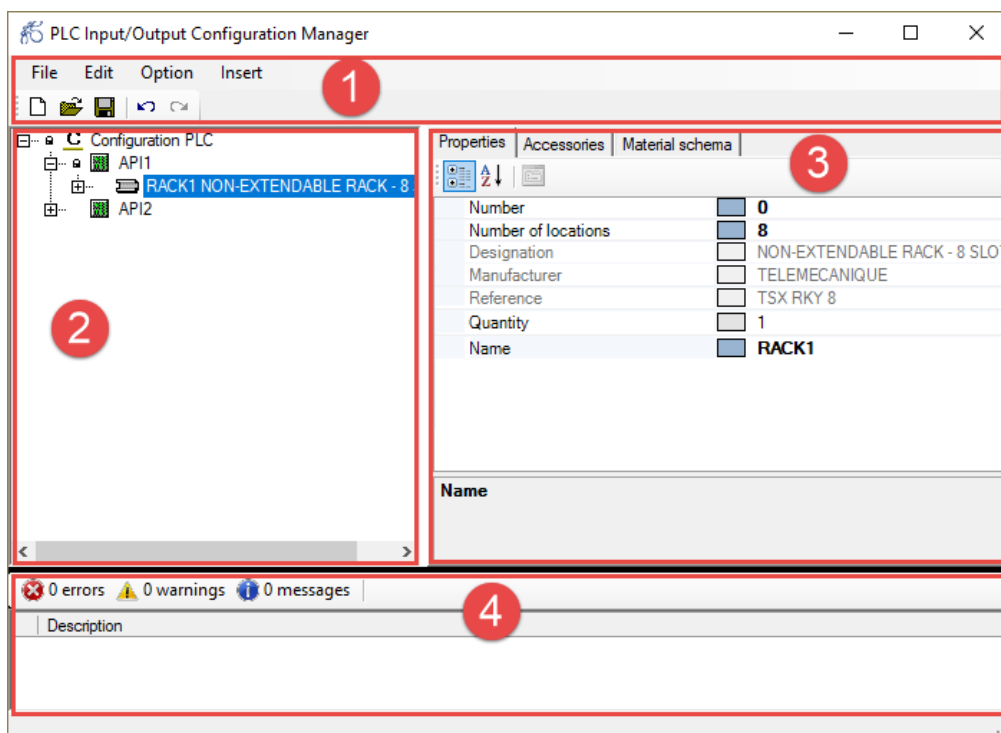 PLC Input/Output Configuration Manager
File Edit Option Insert
1
Configuration PLC
API1
RACK1 NON-EXTENDABLE RACK - 8
API2
2
Properties Accessories Material schema
3
Number 0
Number of locations 8
Designation NON-EXTENDABLE RACK - 8 SLO
Manufacturer TELEMECANIQUE
Reference TSX RKY 8
Quantity 1
Name RACK1
Name
0 errors 0 warnings 0 messages
4
Description